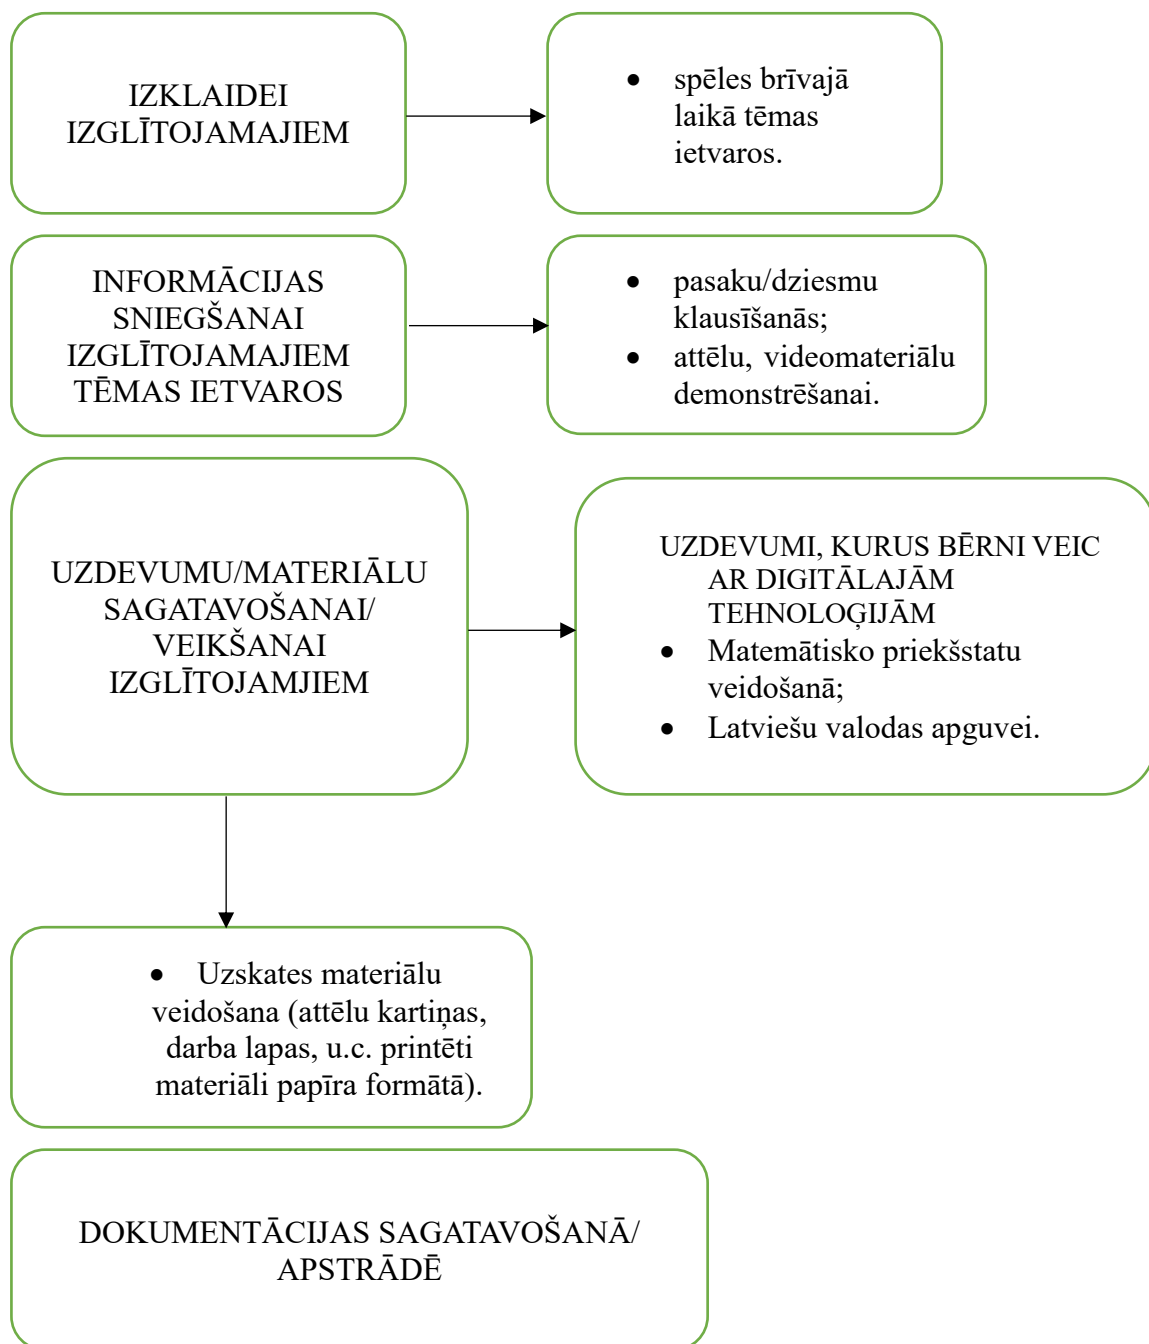 IZKLAIDEI
IZGLĪTOJAMAJIEM
• spēles brīvajā
laikā tēmas
ietvaros.
INFORMĀCIJAS
SNIEGŠANAI
IZGLĪTOJAMAJIEM
TĒMAS IETVAROS
• pasaku/dziesmu
klausīšanās;
• attēlu, videomateriālu
demonstrēšanai.
UZDEVUMU/MATERIĀLU
SAGATAVOŠANAI/
VEIKŠANAI
IZGLĪTOJAMJIEM
UZDEVUMI, KURUS BĒRNI VEIC
AR DIGITĀLAJĀM
TEHNOLOĢIJĀM
• Matemātisko priekšstatu
veidošanā;
• Latviešu valodas apguvei.
• Uzskates materiālu
veidošana (attēlu kartiņas,
darba lapas, u.c. printēti
materiāli papīra formātā).
DOKUMENTĀCIJAS SAGATAVOŠANĀ/
APSTRĀDĒ